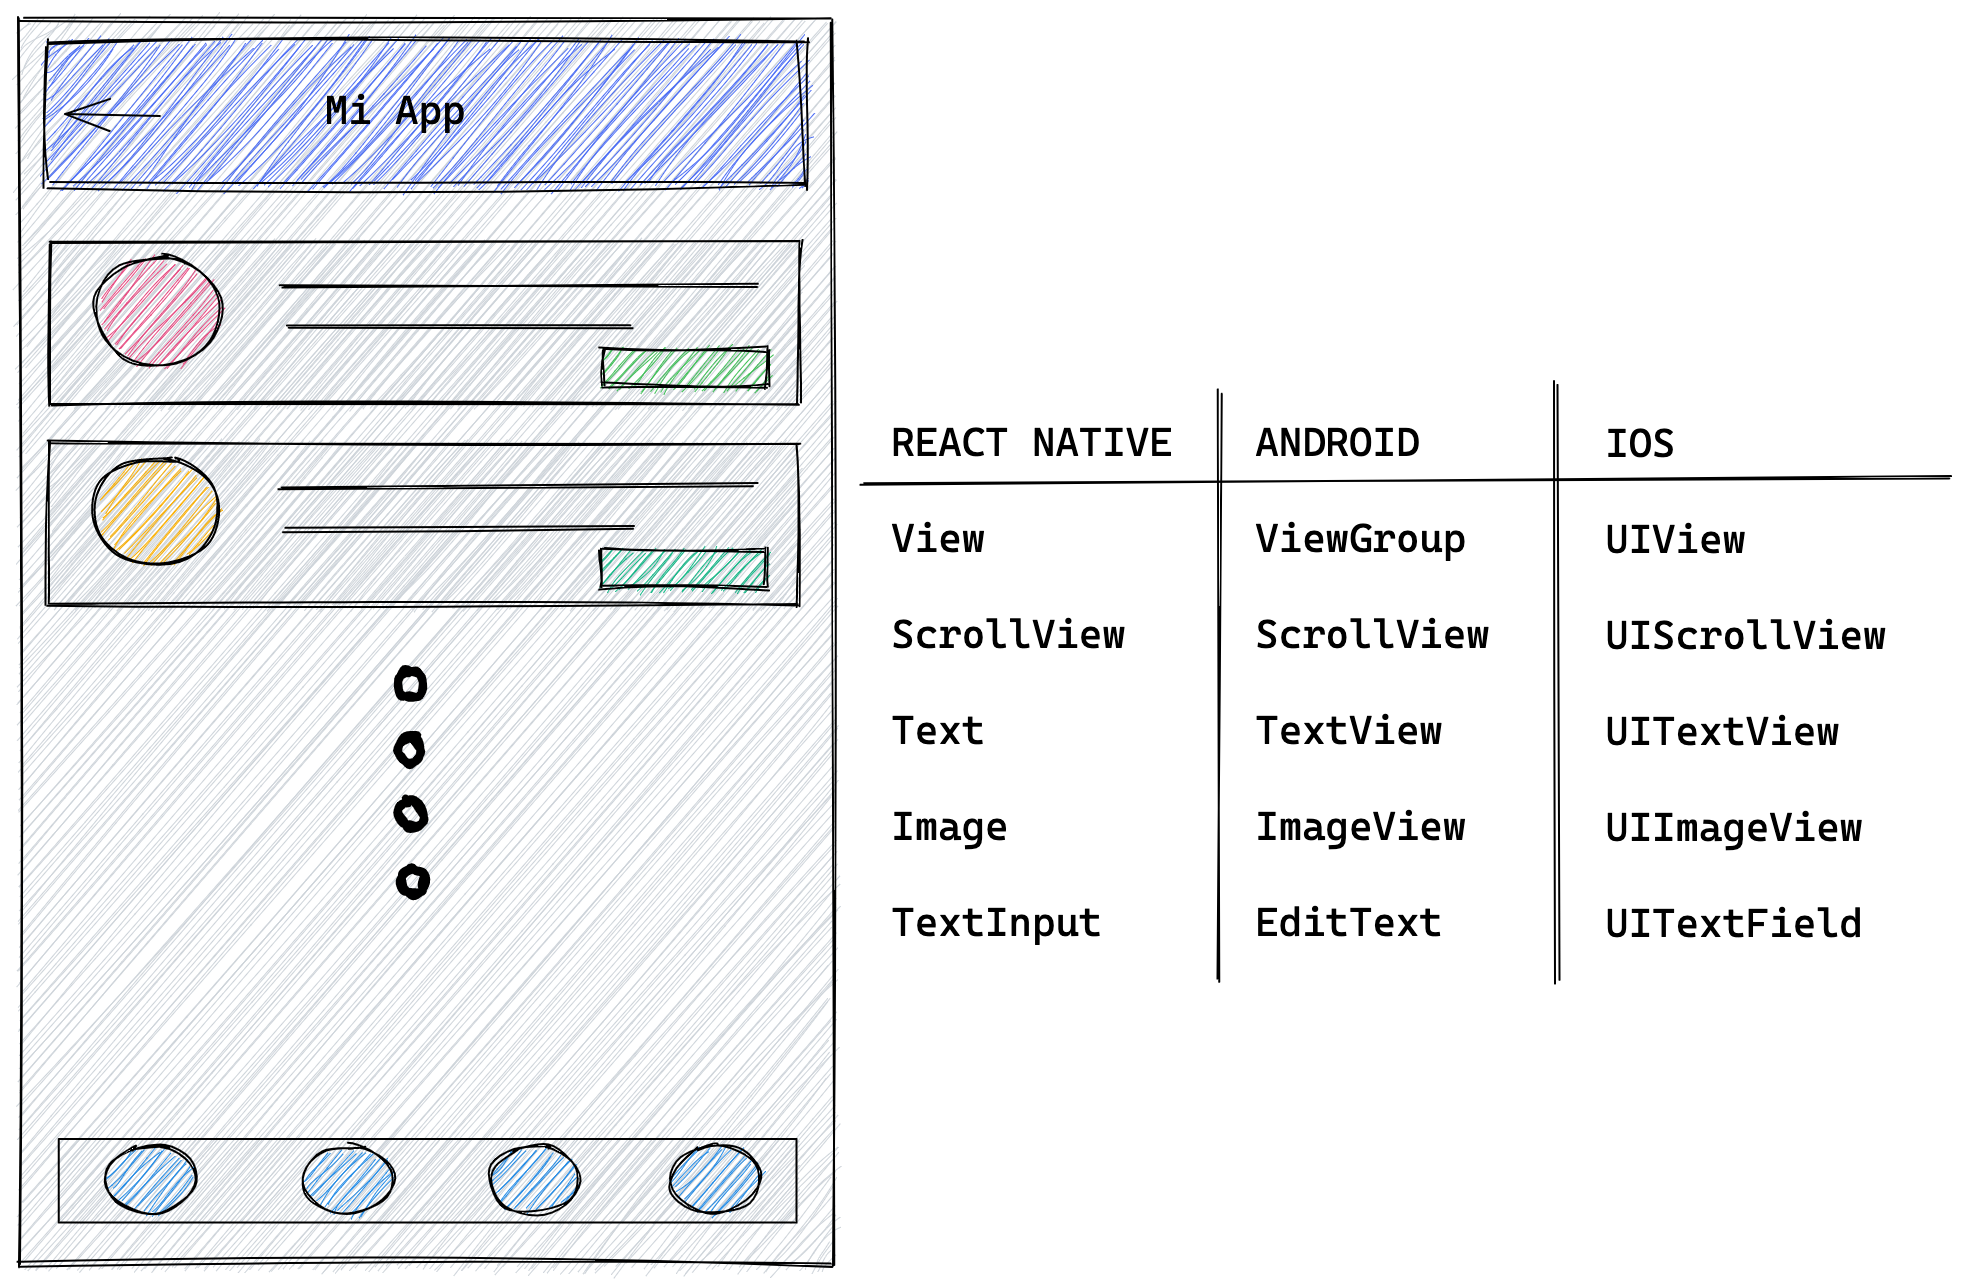 Mi App
REACT NATIVE ANDROID IOS
View ViewGroup UIView
ScrollView ScrollView UIScrollView
Text TextView UITextView
Image ImageView UIImageView
TextInput EditText UITextField